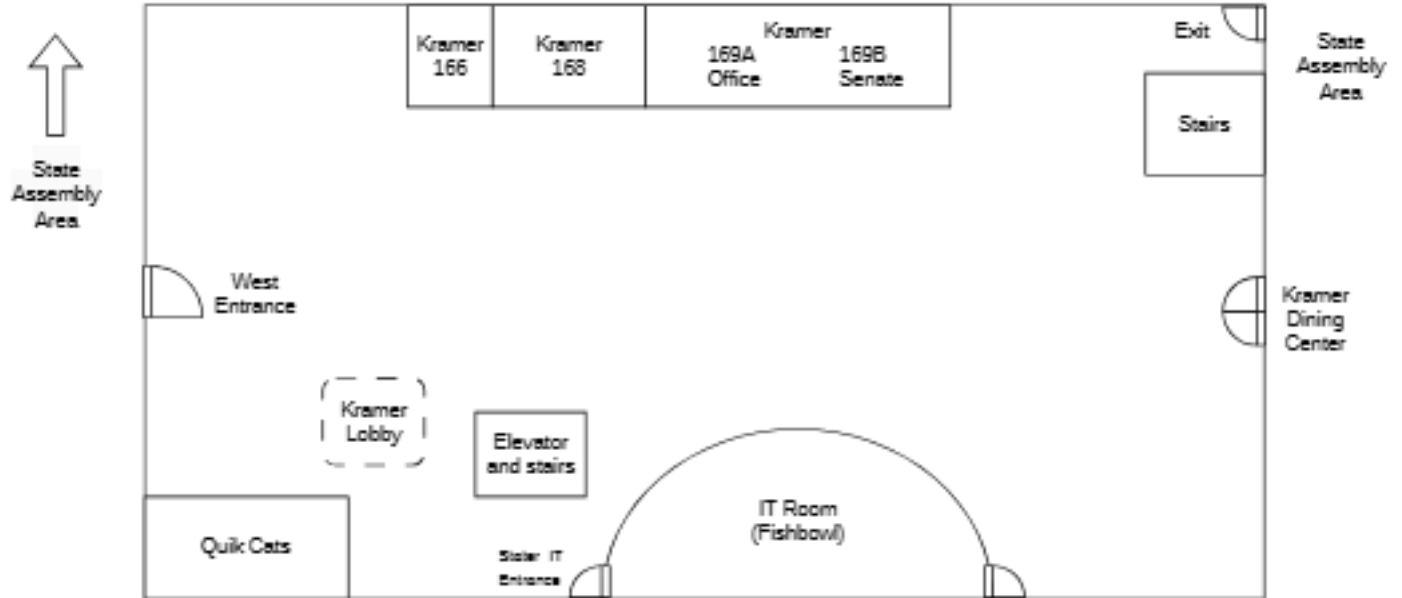 State
Assembly
Area
Kramer
166
Kramer
168
Kramer
169A
Office
169B
Senate
Exit
State
Assembly
Area
Stairs
West
Entrance
Kramer
Dining
Center
Kramer
Lobby
Elevator
and stairs
IT Room
(Fishbowl)
Quik Cats
Stater IT
Entrance